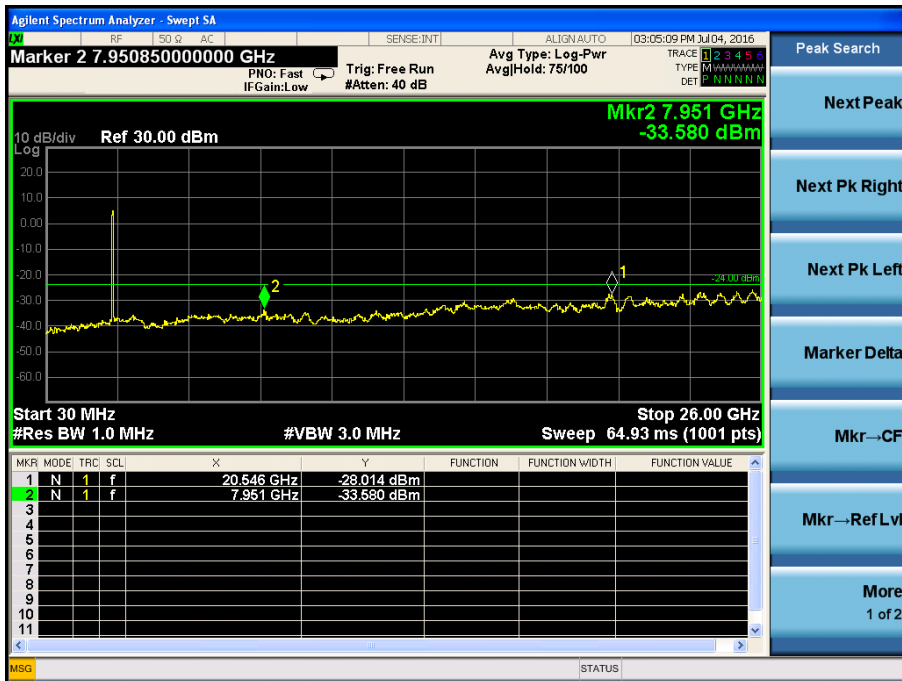 Agilent Spectrum Analyzer - Swept SA
LXI RF 50 Ω AC SENSE:INT ALIGN AUTO 03:05:09 PM Jul 04, 2016
Marker 2 7.950850000000 GHz
PNO: Fast
IFGain:Low
Trig: Free Run
#Atten: 40 dB
Avg Type: Log-Pwr
Avg|Hold: 75/100
TRACE 1 2 3 4 5 6
TYPE M WWWWW
DET P N N N N N
Peak Search
Next Peak
Next Pk Right
Next Pk Left
Marker Delta
Mkr→CF
Mkr→Ref Lvl
More
1 of 2
Mkr2 7.951 GHz
-33.580 dBm
10 dB/div Ref 30.00 dBm
Log
20.0
10.0
0.00
-10.0
-20.0
-30.0
-40.0
-50.0
-60.0
2
1
-24.00 dBm
Start 30 MHz Stop 26.00 GHz
#Res BW 1.0 MHz #VBW 3.0 MHz Sweep 64.93 ms (1001 pts)
MKR MODE TRC SCL X Y FUNCTION FUNCTION WIDTH FUNCTION VALUE
1 N 1 f 20.546 GHz -28.014 dBm
2 N 1 f 7.951 GHz -33.580 dBm
3
4
5
6
7
8
9
10
11
MSG STATUS